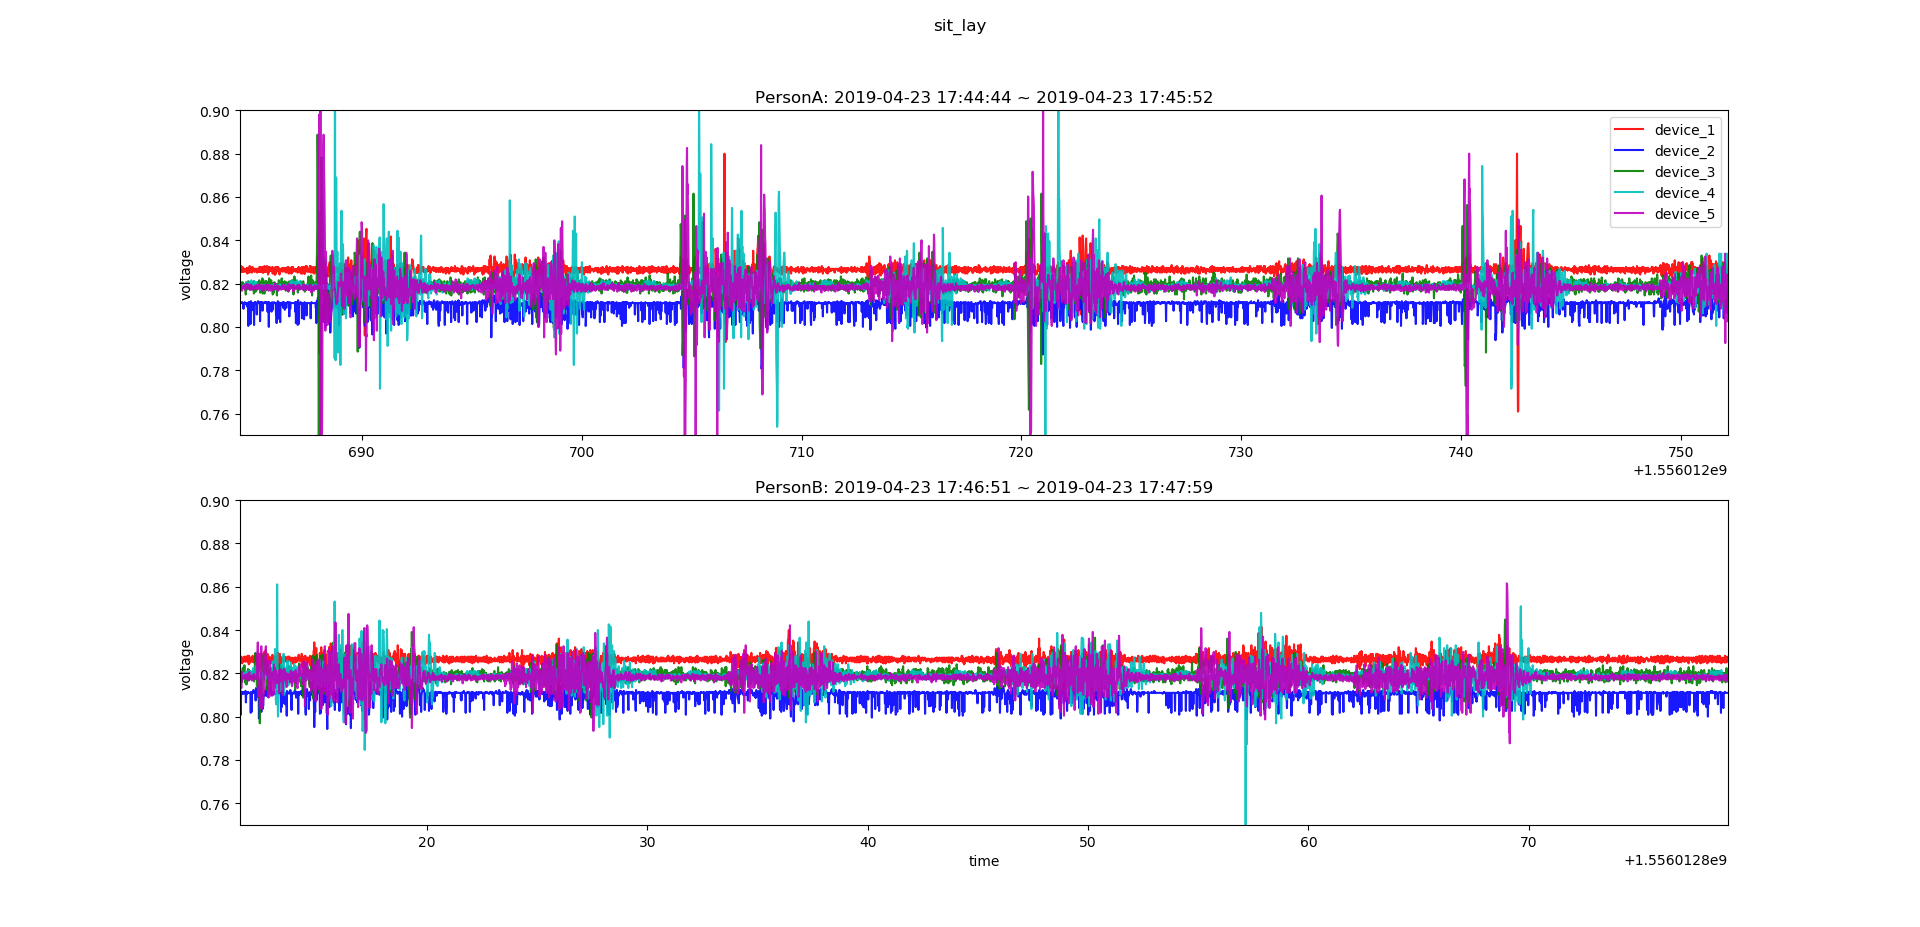 sit_lay
PersonA: 2019-04-23 17:44:44 ~ 2019-04-23 17:45:52
0.90
0.88
0.86
0.84
0.82
0.80
0.78
0.76
voltage
device_1
device_2
device_3
device_4
device_5
690 700 710 720 730 740 750
+1.556012e9
PersonB: 2019-04-23 17:46:51 ~ 2019-04-23 17:47:59
0.90
0.88
0.86
0.84
0.82
0.80
0.78
0.76
voltage
20 30 40 50 60 70
time
+1.5560128e9